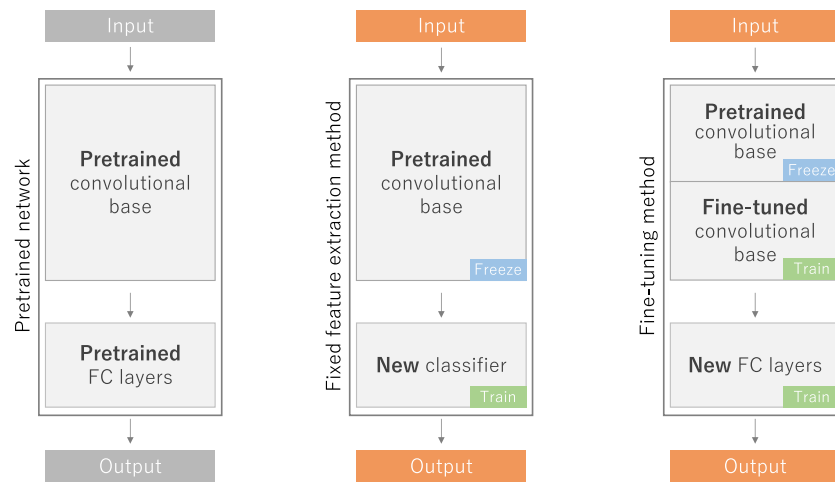 Input
Pretrained network
Pretrained
convolutional
base
Pretrained
FC layers
Output
Input
Fixed feature extraction method
Pretrained
convolutional
base
Freeze
New classifier
Train
Output
Input
Fine-tuning method
Pretrained
convolutional
base
Freeze
Fine-tuned
convolutional
base
Train
New FC layers
Train
Output